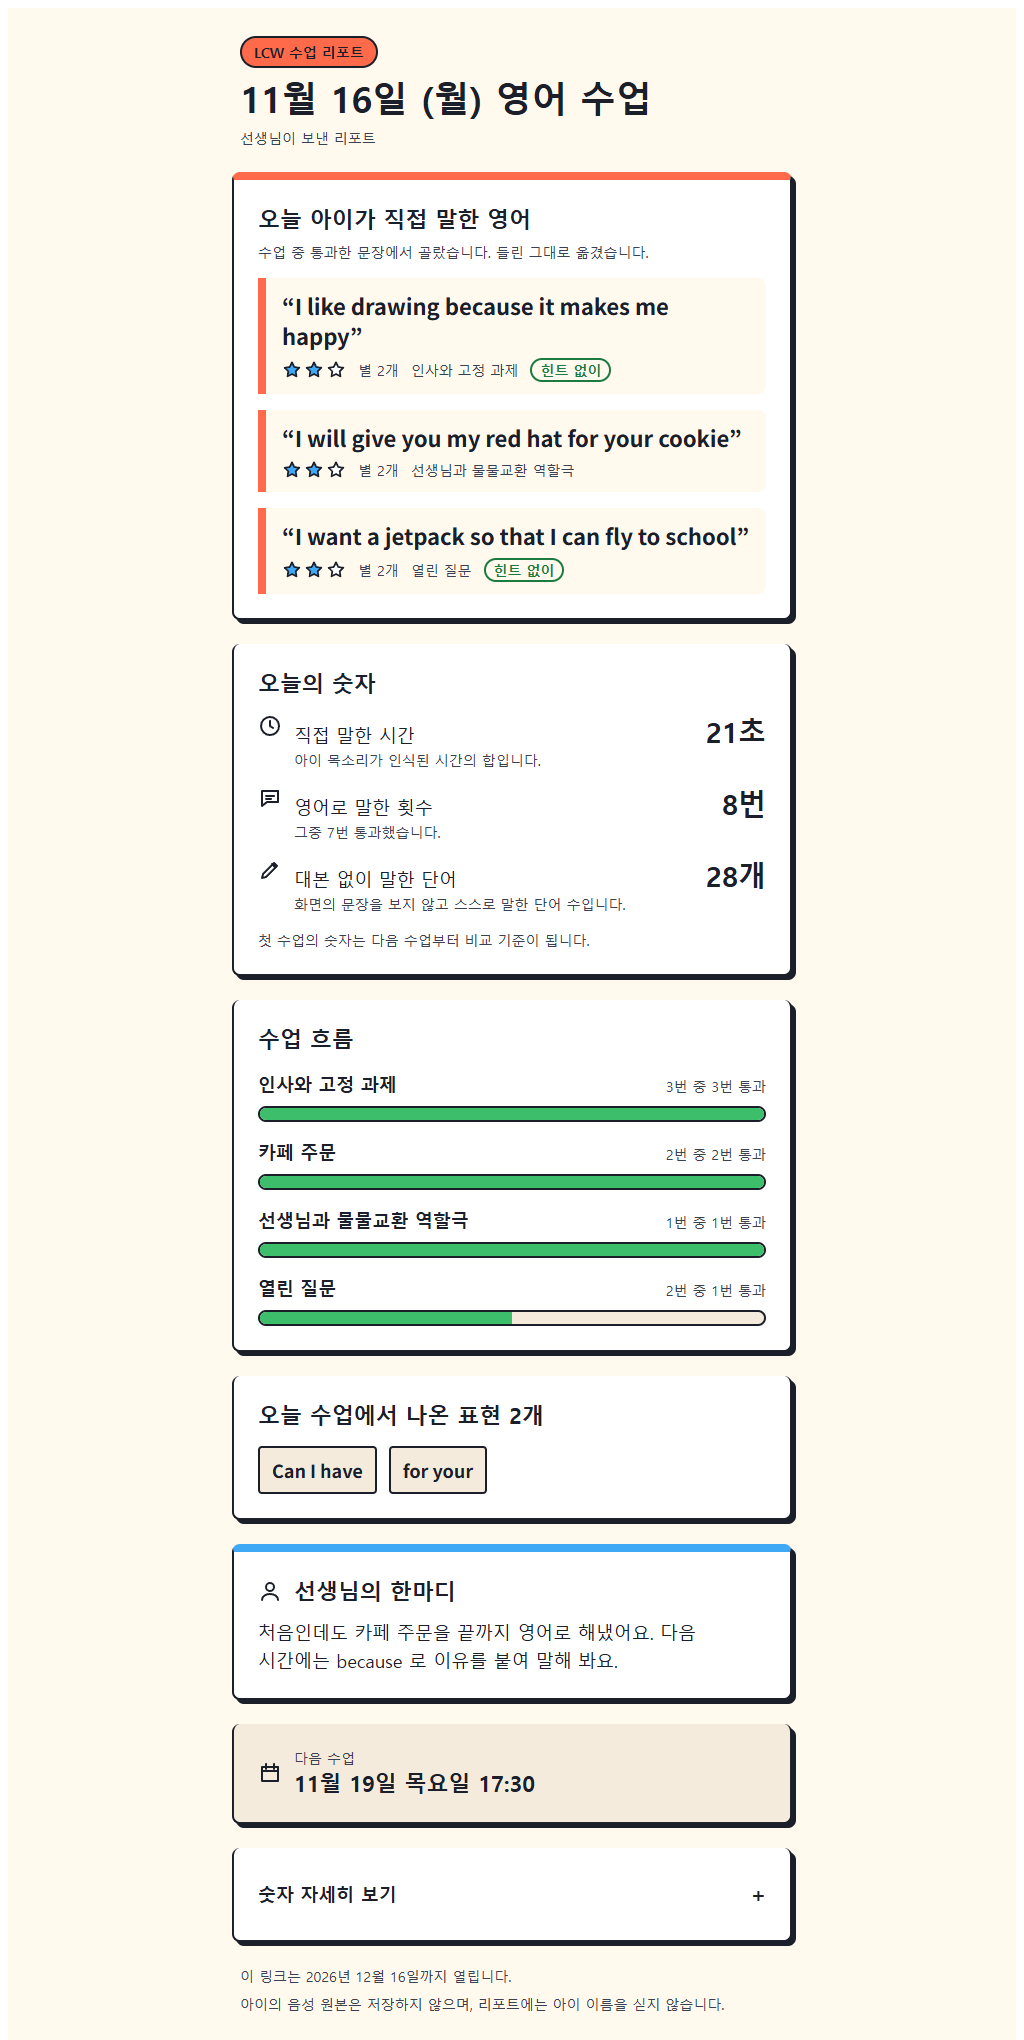 LCW 수업 리포트
11월 16일 (월) 영어 수업
선생님이 보낸 리포트
오늘 아이가 직접 말한 영어
수업 중 통과한 문장에서 골랐습니다. 들린 그대로 옮겼습니다.
“I like drawing because it makes me
happy”
별 2개 인사와 고정 과제 힌트 없이
“I will give you my red hat for your cookie”
별 2개 선생님과 물물교환 역할극
“I want a jetpack so that I can fly to school”
별 2개 열린 질문 힌트 없이
오늘의 숫자
직접 말한 시간 21초
아이 목소리가 인식된 시간의 합입니다.
영어로 말한 횟수 8번
그중 7번 통과했습니다.
대본 없이 말한 단어 28개
화면의 문장을 보지 않고 스스로 말한 단어 수입니다.
첫 수업의 숫자는 다음 수업부터 비교 기준이 됩니다.
수업 흐름
인사와 고정 과제 3번 중 3번 통과
카페 주문 2번 중 2번 통과
선생님과 물물교환 역할극 1번 중 1번 통과
열린 질문 2번 중 1번 통과
오늘 수업에서 나온 표현 2개
Can I have for your
선생님의 한마디
처음인데도 카페 주문을 끝까지 영어로 해냈어요. 다음
시간에는 because 로 이유를 붙여 말해 봐요.
다음 수업
11월 19일 목요일 17:30
숫자 자세히 보기 +
이 링크는 2026년 12월 16일까지 열립니다.
아이의 음성 원본은 저장하지 않으며, 리포트에는 아이 이름을 싣지 않습니다.